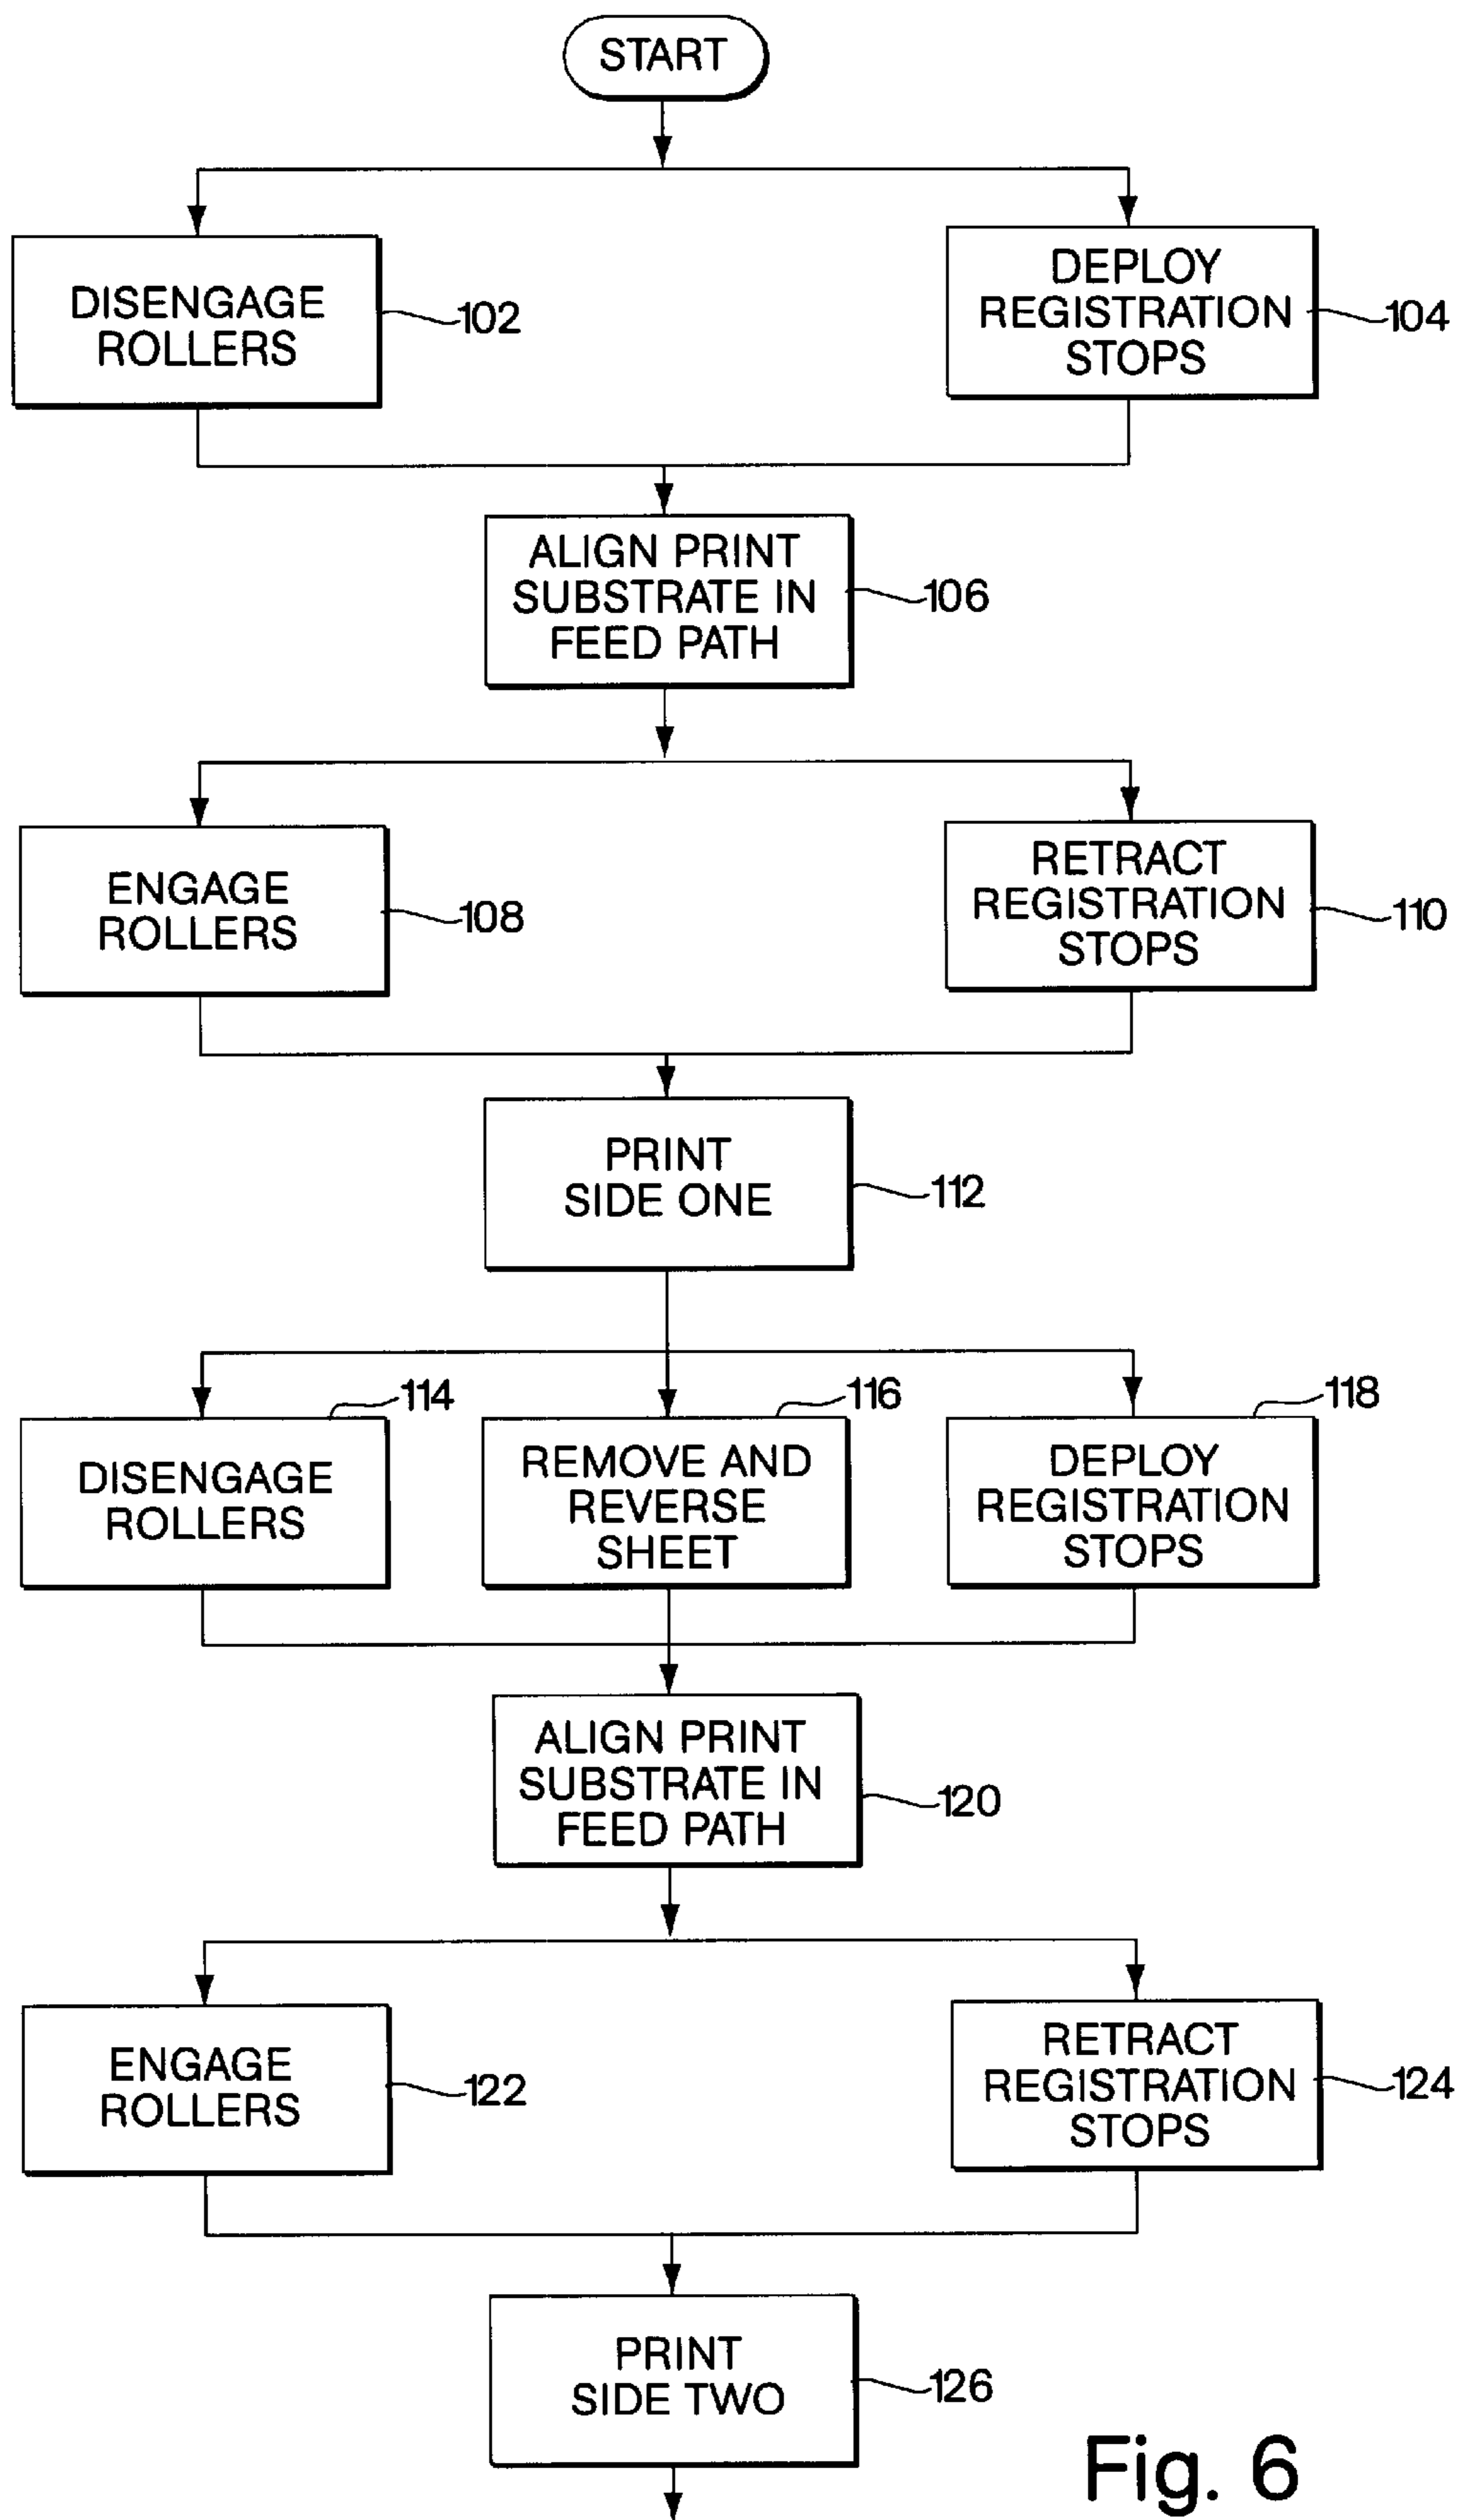 START
DISENGAGE
ROLLERS
102
DEPLOY
REGISTRATION
STOPS
104
ALIGN PRINT
SUBSTRATE IN
FEED PATH
106
ENGAGE
ROLLERS
108
RETRACT
REGISTRATION
STOPS
110
PRINT
SIDE ONE
112
114
DISENGAGE
ROLLERS
116
REMOVE AND
REVERSE
SHEET
118
DEPLOY
REGISTRATION
STOPS
ALIGN PRINT
SUBSTRATE IN
FEED PATH
120
ENGAGE
ROLLERS
122
RETRACT
REGISTRATION
STOPS
124
PRINT
SIDE TWO
126
Fig. 6